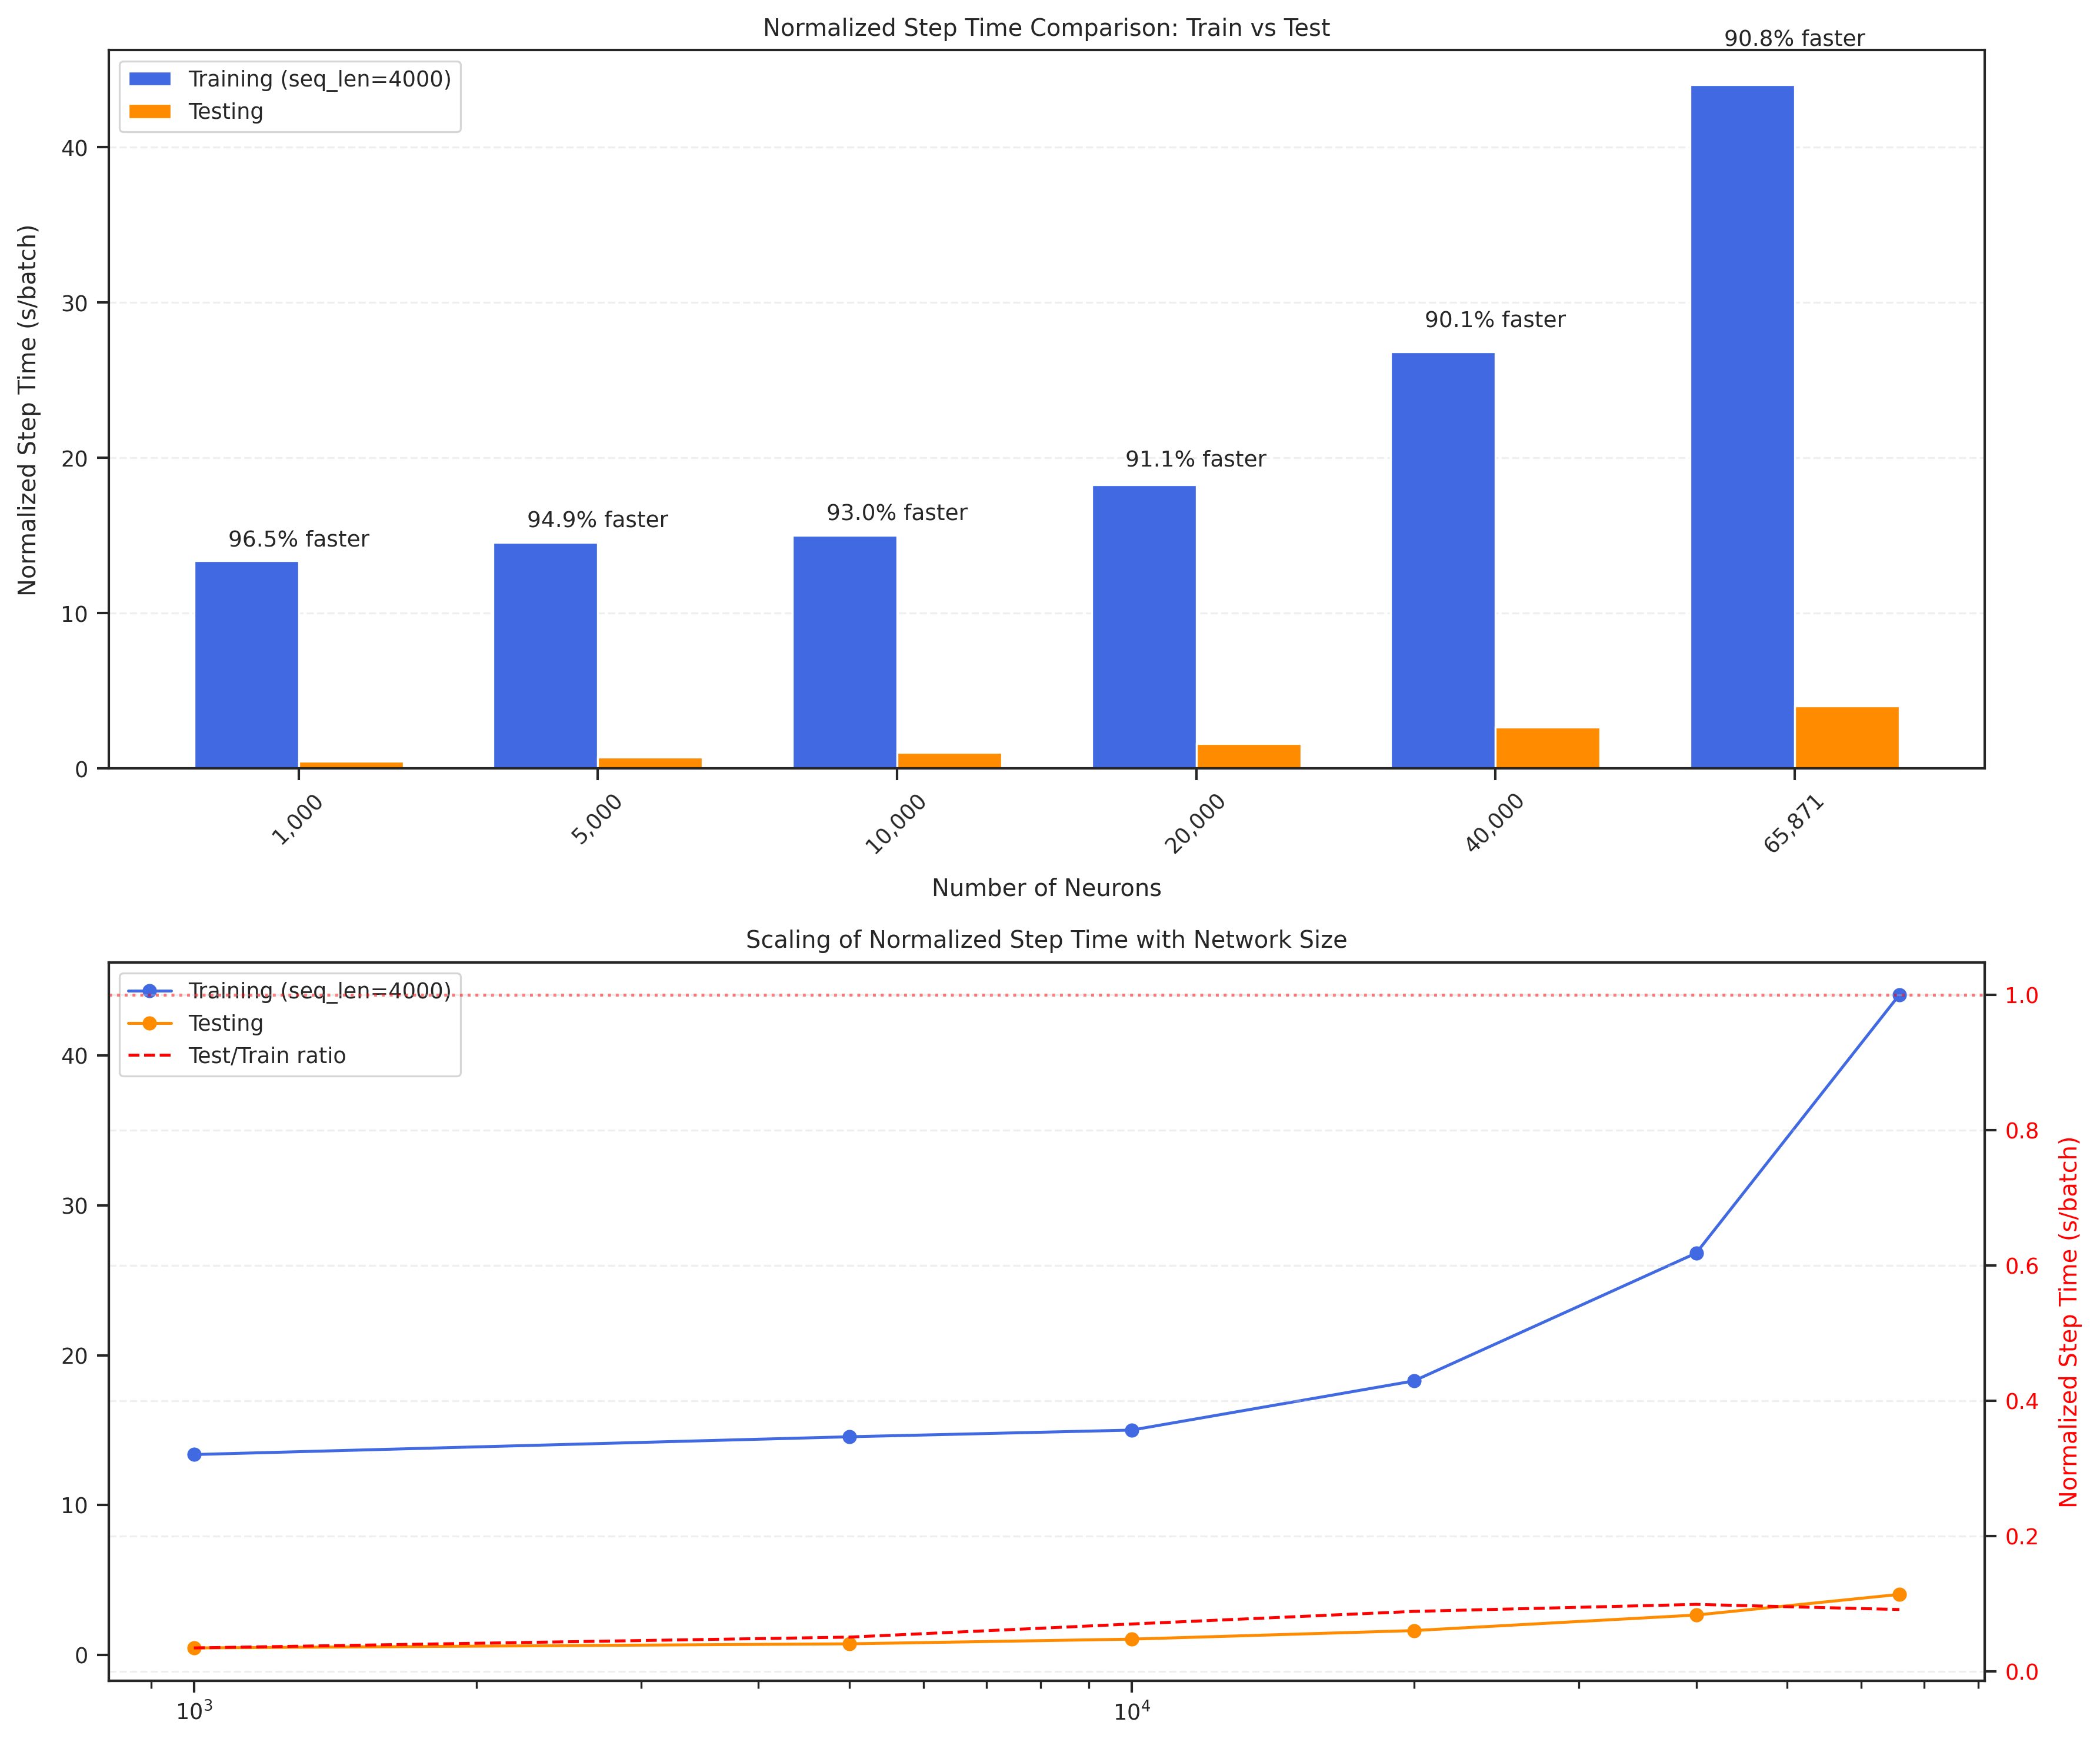 Normalized Step Time Comparison: Train vs Test
90.8% faster
Training (seq_len=4000)
Testing
40
30
20
10
0
Normalized Step Time (s/batch)
90.1% faster
91.1% faster
96.5% faster
94.9% faster
93.0% faster
1,000
5,000
10,000
20,000
40,000
65,871
Number of Neurons
Scaling of Normalized Step Time with Network Size
Training (seq_len=4000)
Testing
Test/Train ratio
40
30
20
10
0
1.0
0.8
0.6
0.4
0.2
0.0
Normalized Step Time (s/batch)
10³
10⁴